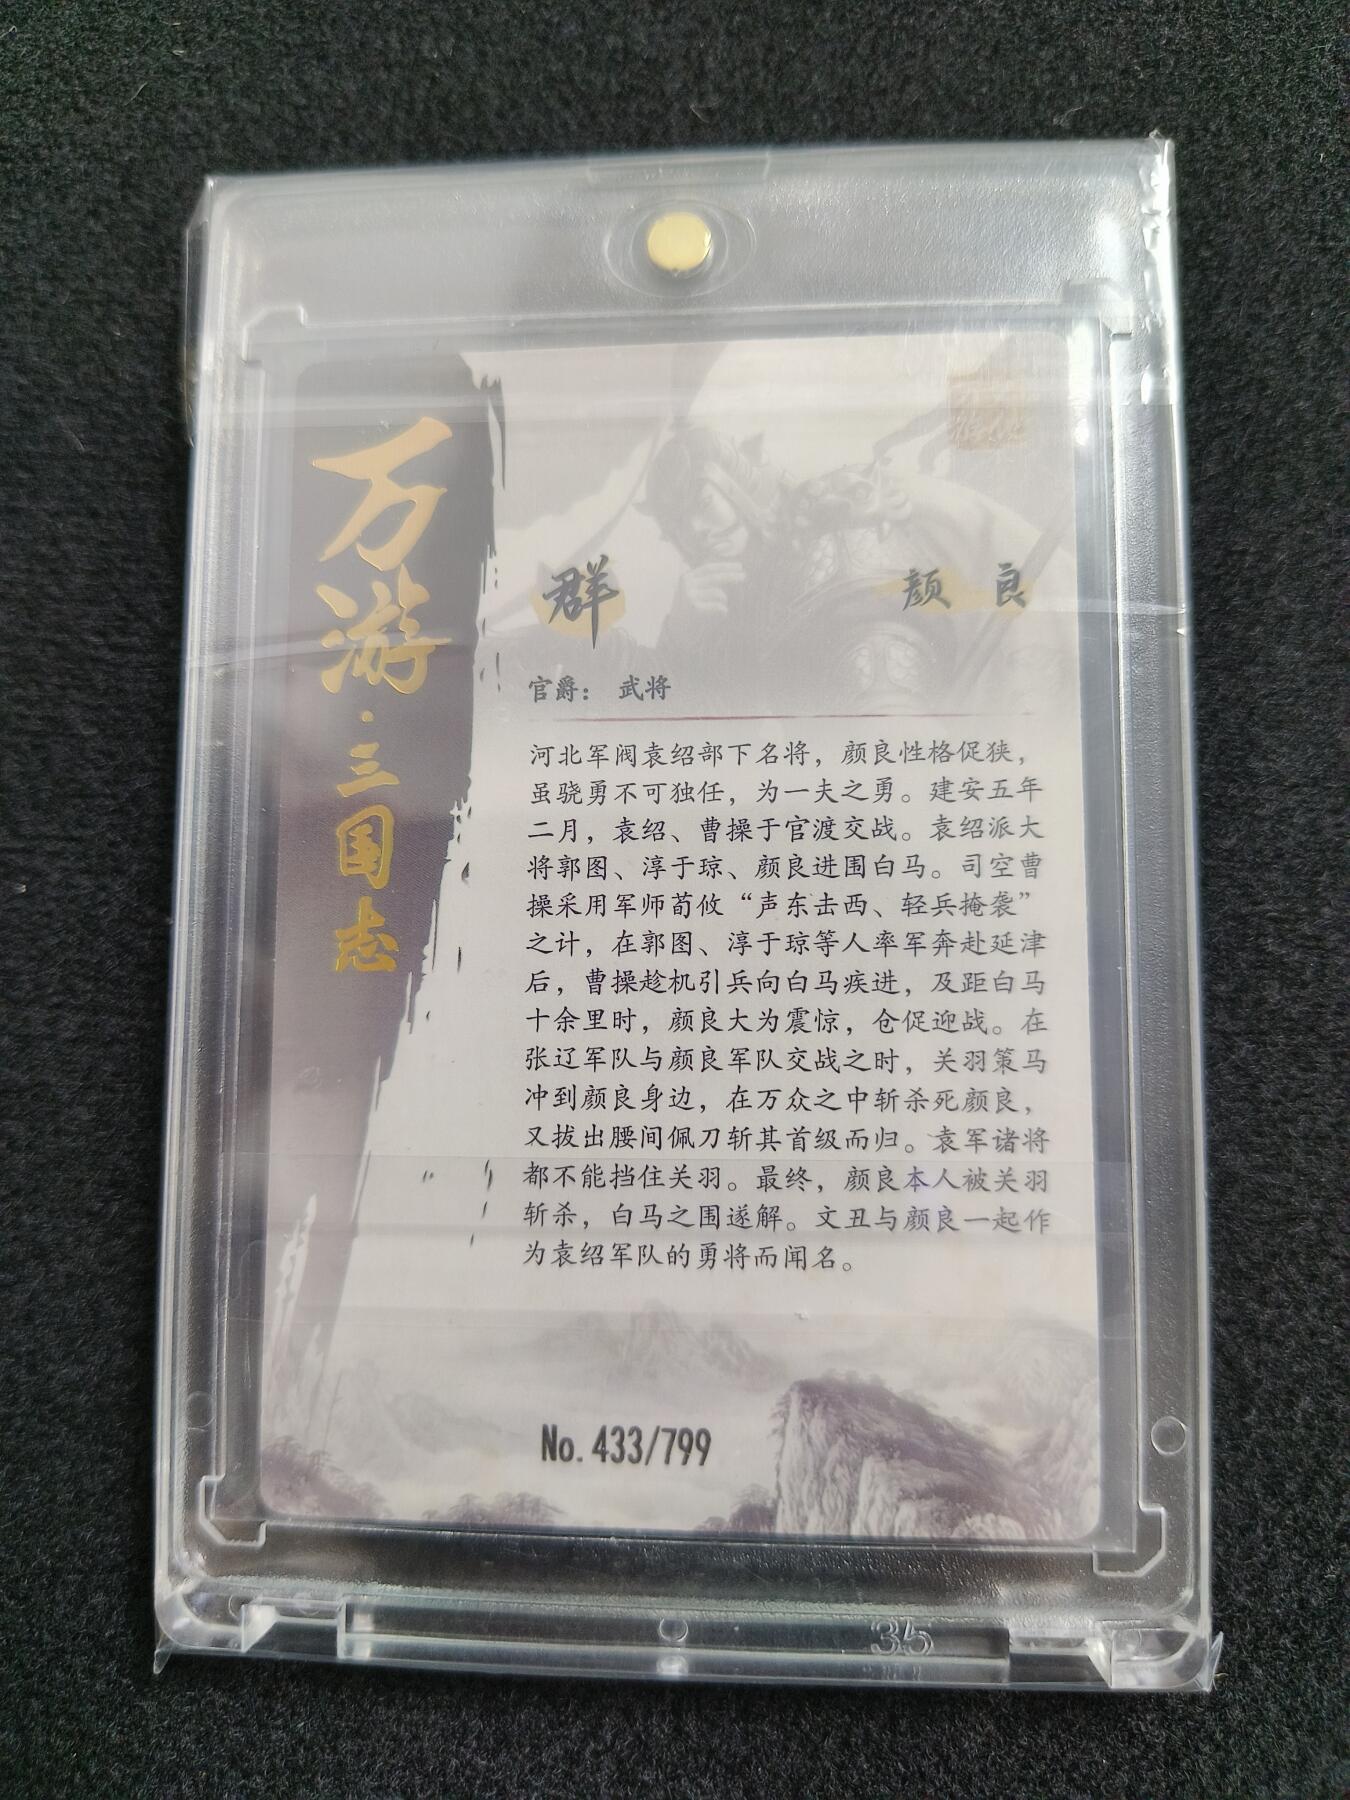 万游·三国志
群
颜良
官爵： 武将
河北军阀袁绍部下名将，颜良性格促狭，
虽骁勇不可独任，为一夫之勇。建安五年
二月，袁绍、曹操于官渡交战。袁绍派大
将郭图、淳于琼、颜良进围白马。司空曹
操采用军师荀攸“声东击西、轻兵掩袭”
之计，在郭图、淳于琼等人率军奔赴延津
后，曹操趁机引兵向白马疾进，及距白马
十余里时，颜良大为震惊，仓促迎战。在
张辽军队与颜良军队交战之时，关羽策马
冲到颜良身边，在万众之中斩杀死颜良，
又拔出腰间佩刀斩其首级而归。袁军诸将
都不能挡住关羽。最终，颜良本人被关羽
斩杀，白马之围遂解。文丑与颜良一起作
为袁绍军队的勇将而闻名。
No. 433/799
35